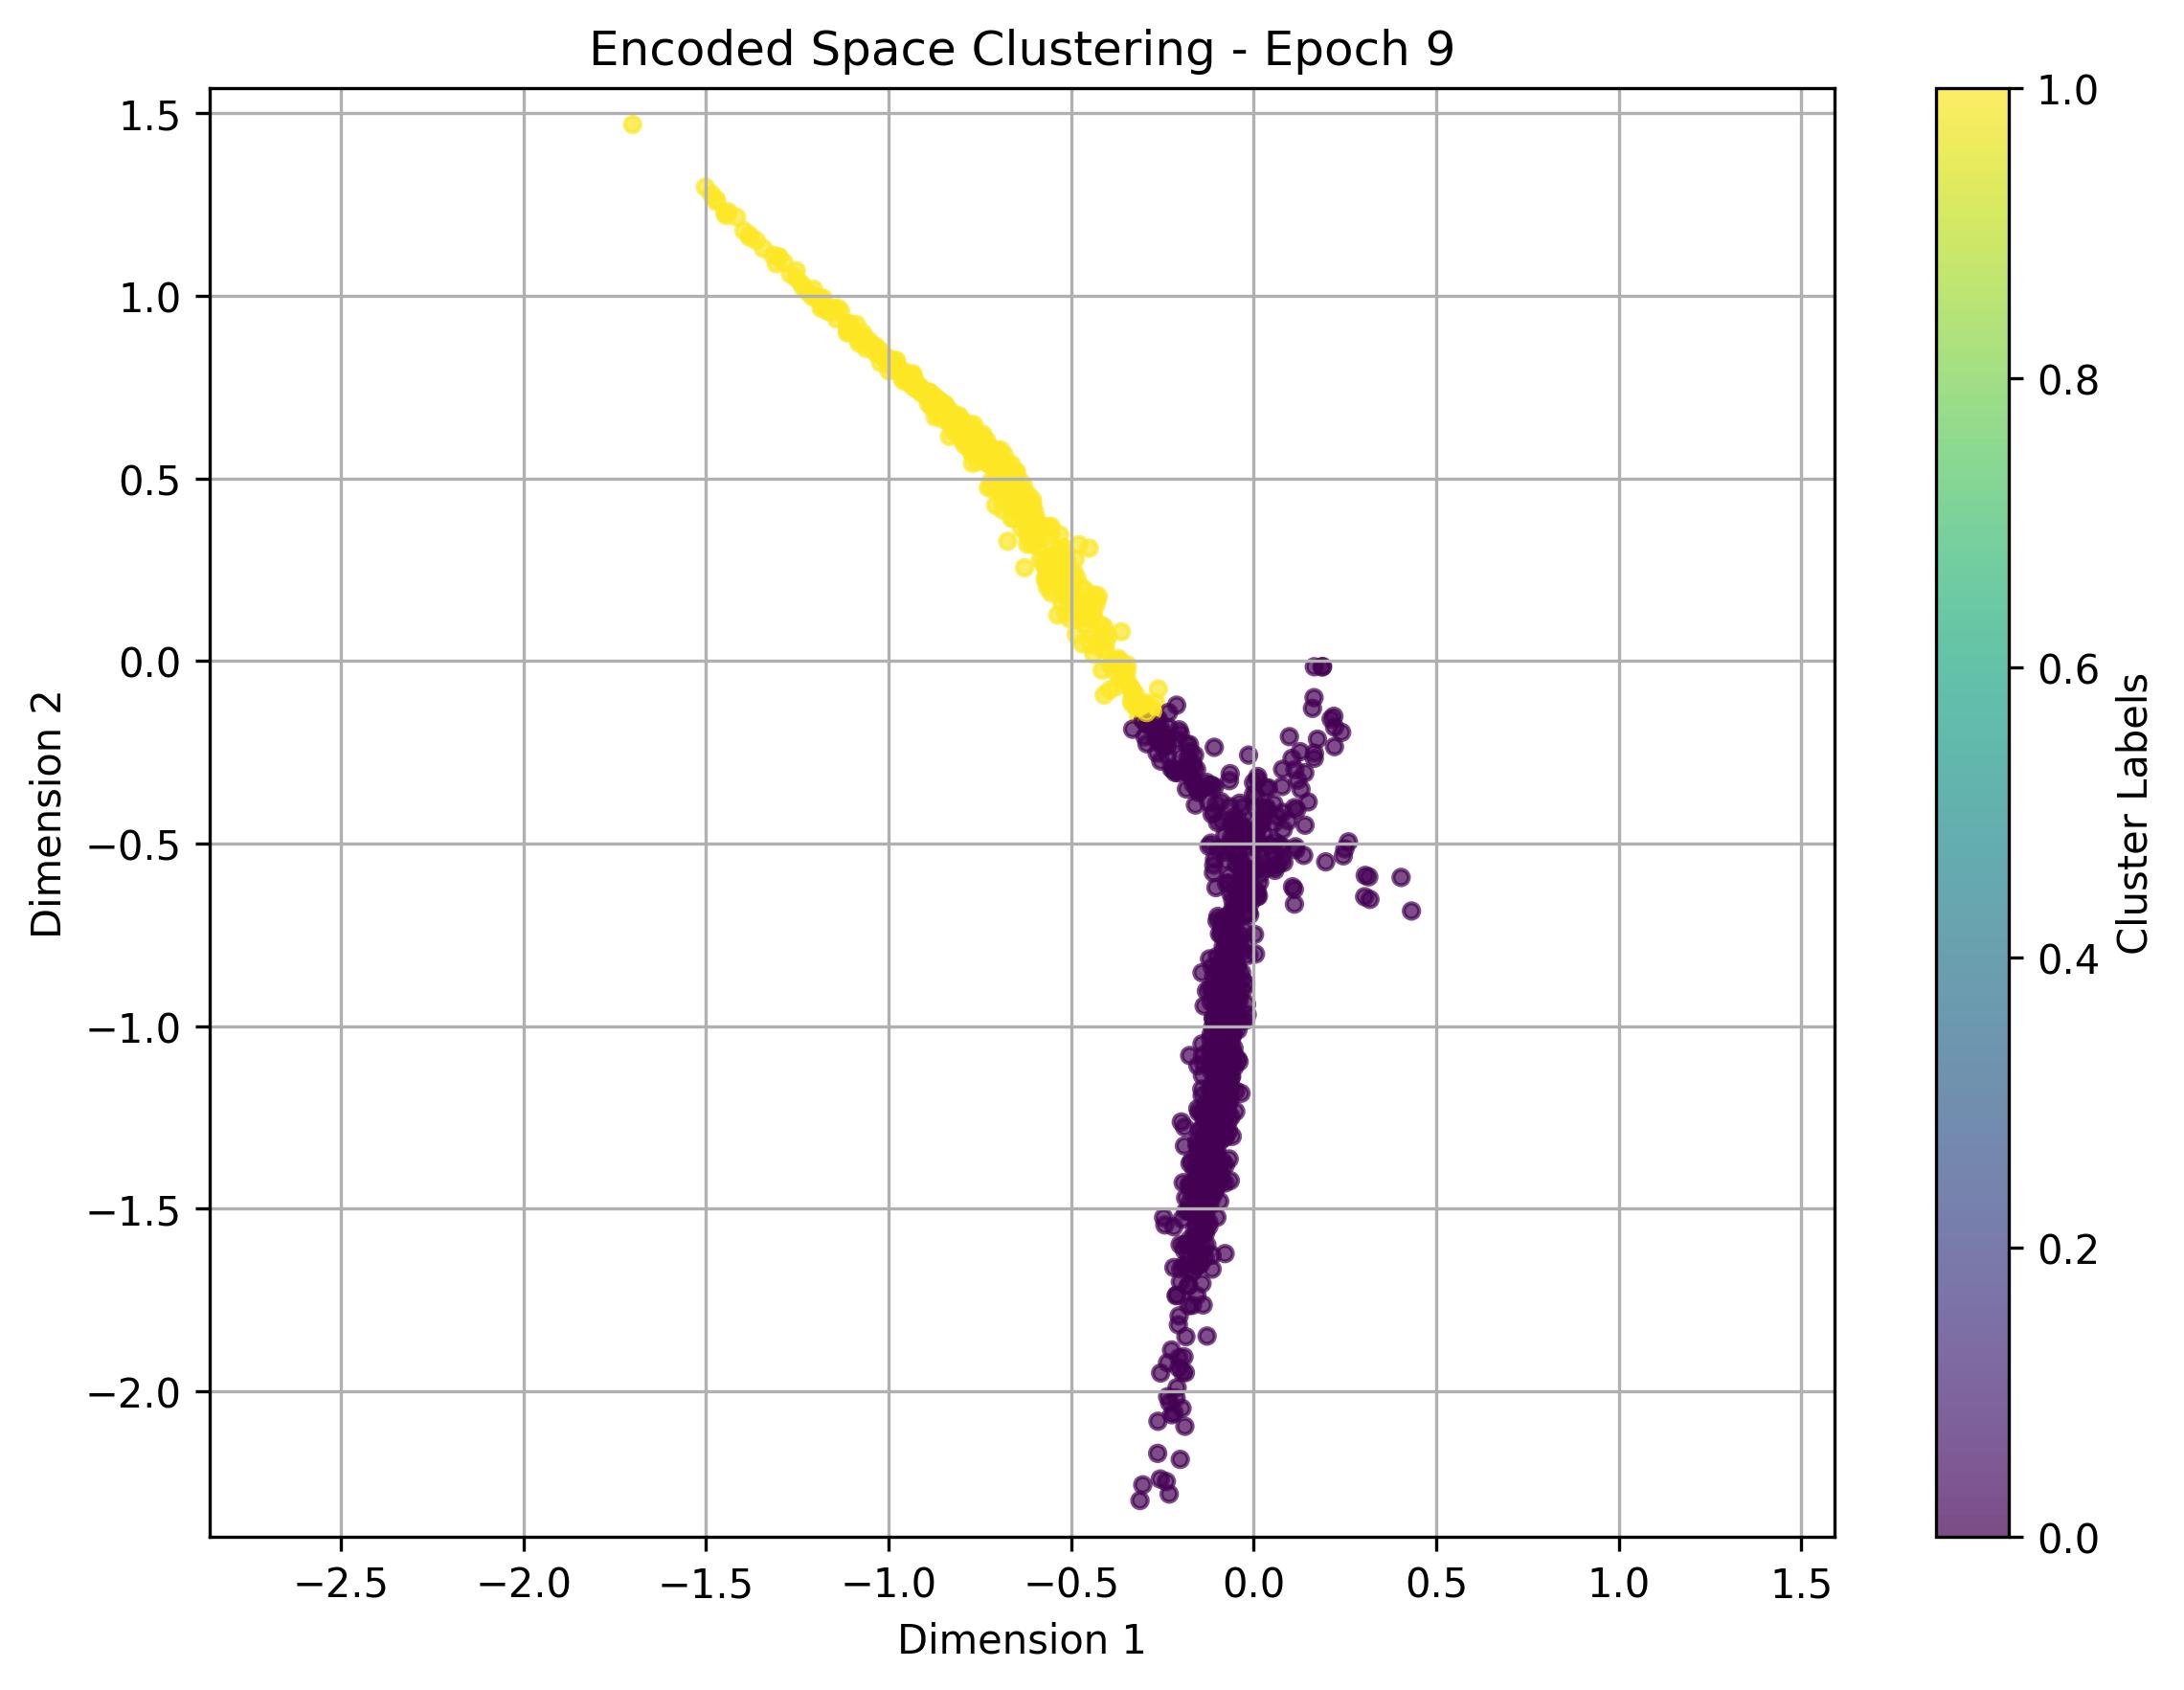 Encoded Space Clustering - Epoch 9
1.5
1.0
0.5
0.0
−0.5
−1.0
−1.5
−2.0
Dimension 2
−2.5 −2.0 −1.5 −1.0 −0.5 0.0 0.5 1.0 1.5
Dimension 1
1.0
0.8
0.6
0.4
0.2
0.0
Cluster Labels